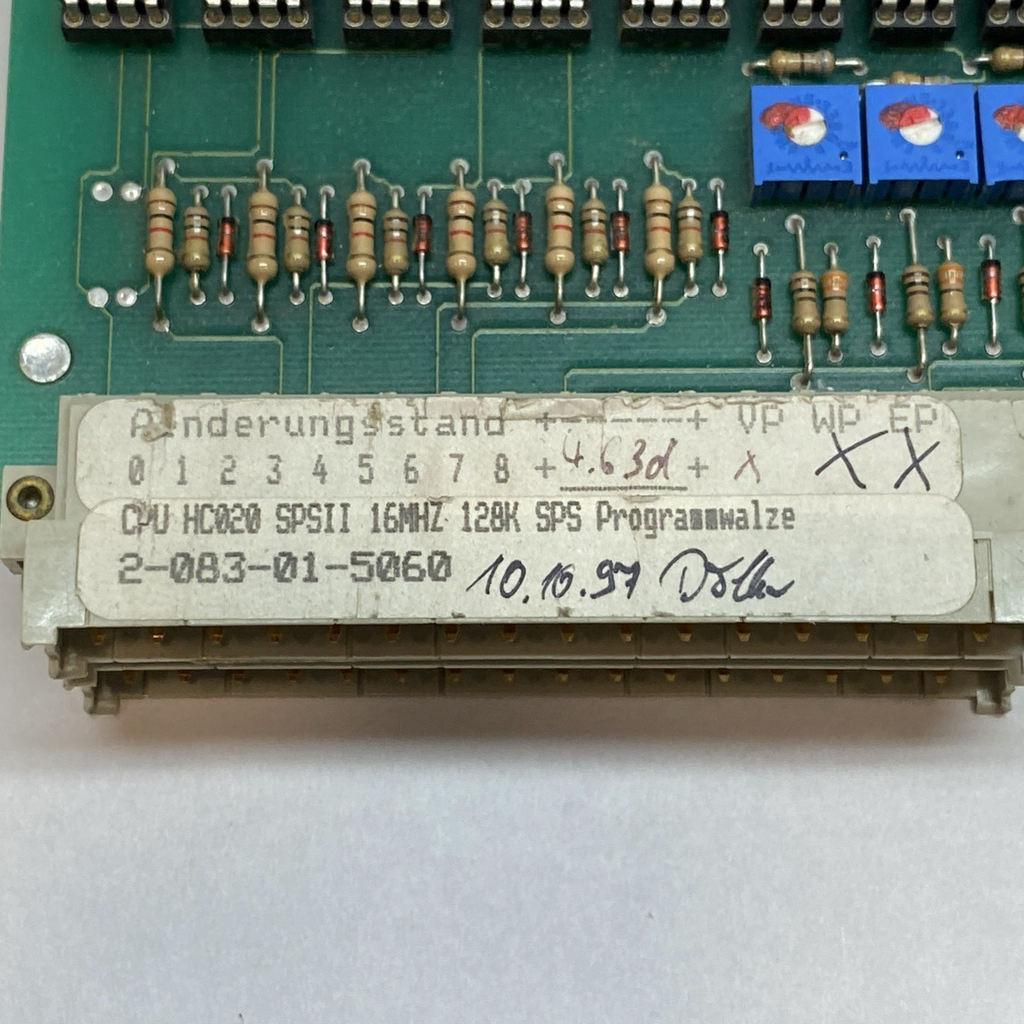 Aenderungsstand +-----+ VP WP EP
0 1 2 3 4 5 6 7 8 + 4.63d + x X X
CPU HC020 SPSII 16MHZ 128K SPS Programmwalze
2-083-01-5060 10.10.97